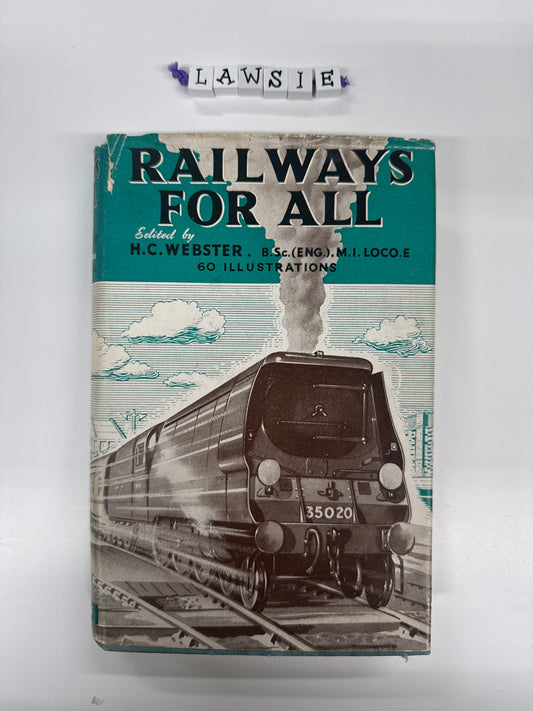 LAWSIE
RAILWAYS
FOR ALL
Edited by
H.C. WEBSTER, B.Sc.(ENG.), M.I. LOCO.E
60 ILLUSTRATIONS
35020